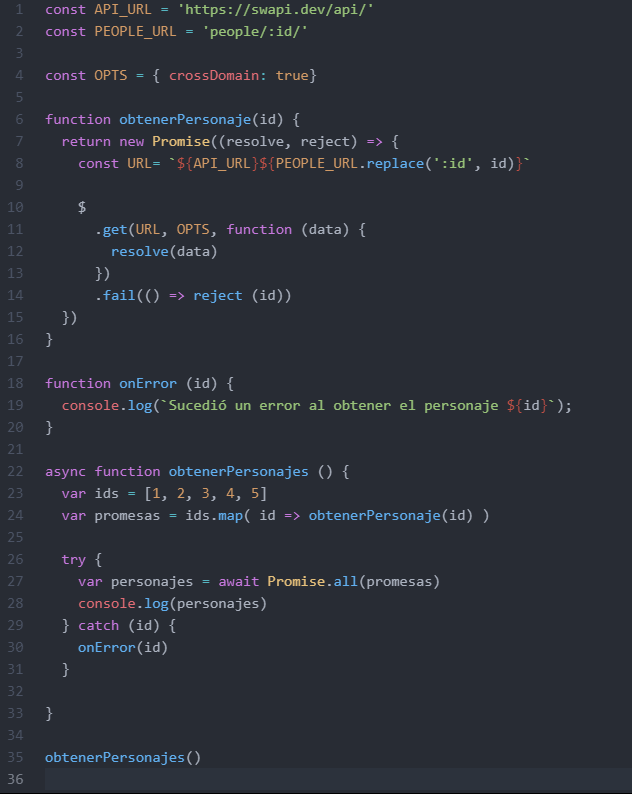 1 const API_URL = 'https://swapi.dev/api/'
2 const PEOPLE_URL = 'people/:id/'
3
4 const OPTS = { crossDomain: true}
5
6 function obtenerPersonaje(id) {
7   return new Promise((resolve, reject) => {
8     const URL= `${API_URL}${PEOPLE_URL.replace(':id', id)}`
9
10     $
11       .get(URL, OPTS, function (data) {
12         resolve(data)
13       })
14       .fail(() => reject (id))
15   })
16 }
17
18 function onError (id) {
19   console.log(`Sucedió un error al obtener el personaje ${id}`);
20 }
21
22 async function obtenerPersonajes () {
23   var ids = [1, 2, 3, 4, 5]
24   var promesas = ids.map( id => obtenerPersonaje(id) )
25
26   try {
27     var personajes = await Promise.all(promesas)
28     console.log(personajes)
29   } catch (id) {
30     onError(id)
31   }
32
33 }
34
35 obtenerPersonajes()
36